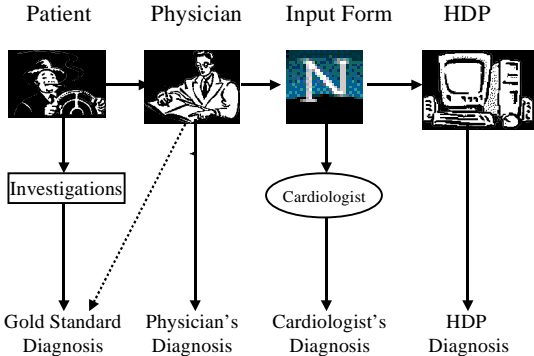 Patient Physician Input Form HDP
N
Investigations
Cardiologist
Gold Standard Physician's Cardiologist's HDP
Diagnosis Diagnosis Diagnosis Diagnosis